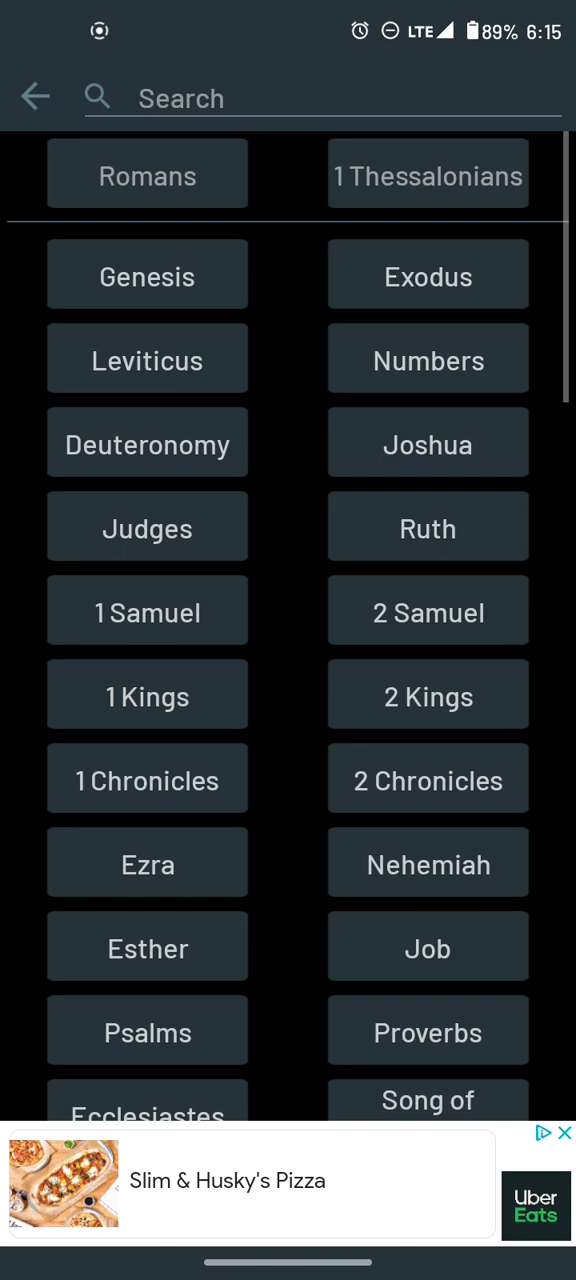 LTE 89% 6:15
Search
Romans
1 Thessalonians
Genesis
Exodus
Leviticus
Numbers
Deuteronomy
Joshua
Judges
Ruth
1 Samuel
2 Samuel
1 Kings
2 Kings
1 Chronicles
2 Chronicles
Ezra
Nehemiah
Esther
Job
Psalms
Proverbs
Ecclesiastes
Song of
Slim & Husky's Pizza
Uber
Eats